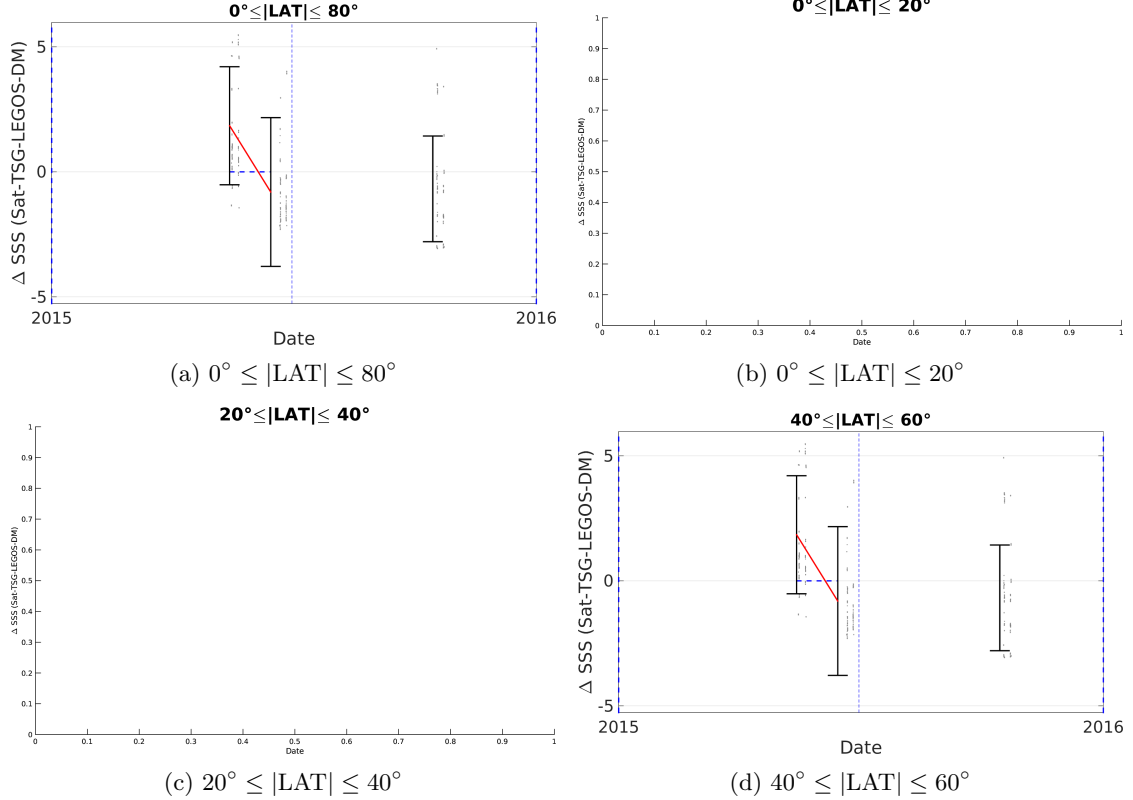 0°≤|LAT|≤ 80°
Δ SSS (Sat-TSG-LEGOS-DM)
5
0
-5
2015
2016
Date
(a) 0° ≤ |LAT| ≤ 80°
0°≤|LAT|≤ 20°
Δ SSS (Sat-TSG-LEGOS-DM)
1
0.9
0.8
0.7
0.6
0.5
0.4
0.3
0.2
0.1
0
0 0.1 0.2 0.3 0.4 0.5 0.6 0.7 0.8 0.9 1
Date
(b) 0° ≤ |LAT| ≤ 20°
20°≤|LAT|≤ 40°
Δ SSS (Sat-TSG-LEGOS-DM)
1
0.9
0.8
0.7
0.6
0.5
0.4
0.3
0.2
0.1
0
0 0.1 0.2 0.3 0.4 0.5 0.6 0.7 0.8 0.9 1
Date
(c) 20° ≤ |LAT| ≤ 40°
40°≤|LAT|≤ 60°
Δ SSS (Sat-TSG-LEGOS-DM)
5
0
-5
2015
2016
Date
(d) 40° ≤ |LAT| ≤ 60°